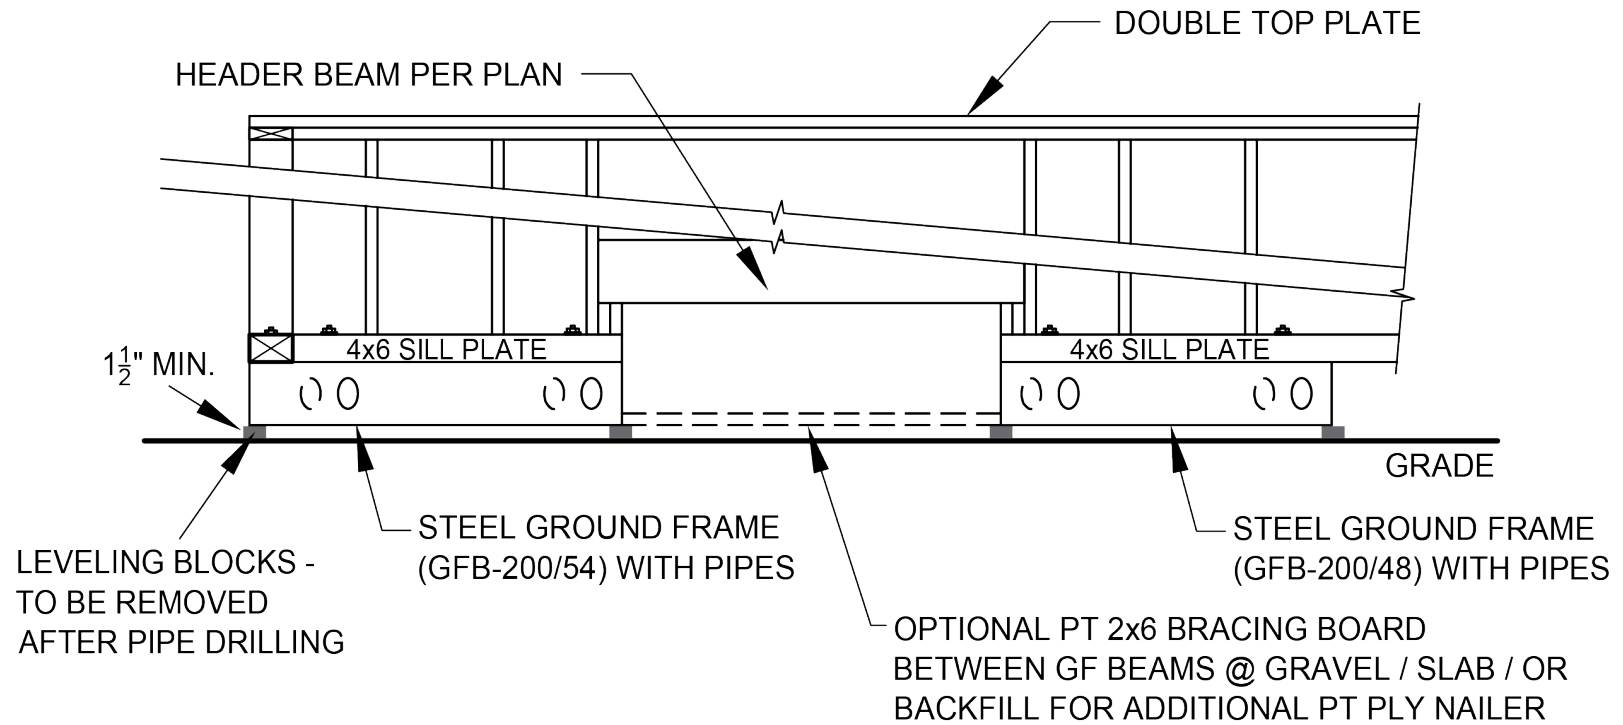 DOUBLE TOP PLATE
HEADER BEAM PER PLAN
4x6 SILL PLATE
4x6 SILL PLATE
1 1/2" MIN.
GRADE
STEEL GROUND FRAME
(GFB-200/54) WITH PIPES
STEEL GROUND FRAME
(GFB-200/48) WITH PIPES
LEVELING BLOCKS -
TO BE REMOVED
AFTER PIPE DRILLING
OPTIONAL PT 2x6 BRACING BOARD
BETWEEN GF BEAMS @ GRAVEL / SLAB / OR
BACKFILL FOR ADDITIONAL PT PLY NAILER